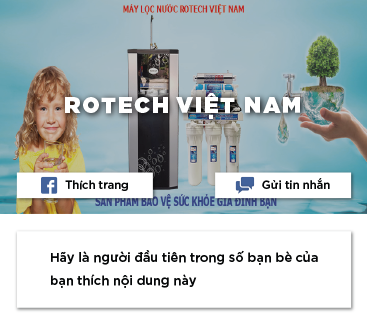 MÁY LỌC NƯỚC ROTECH VIỆT NAM
ROTECH VIỆT NAM
Thích trang
Gửi tin nhắn
SẢN PHẨM BẢO VỆ SỨC KHỎE GIA ĐÌNH BẠN
Hãy là người đầu tiên trong số bạn bè của
bạn thích nội dung này